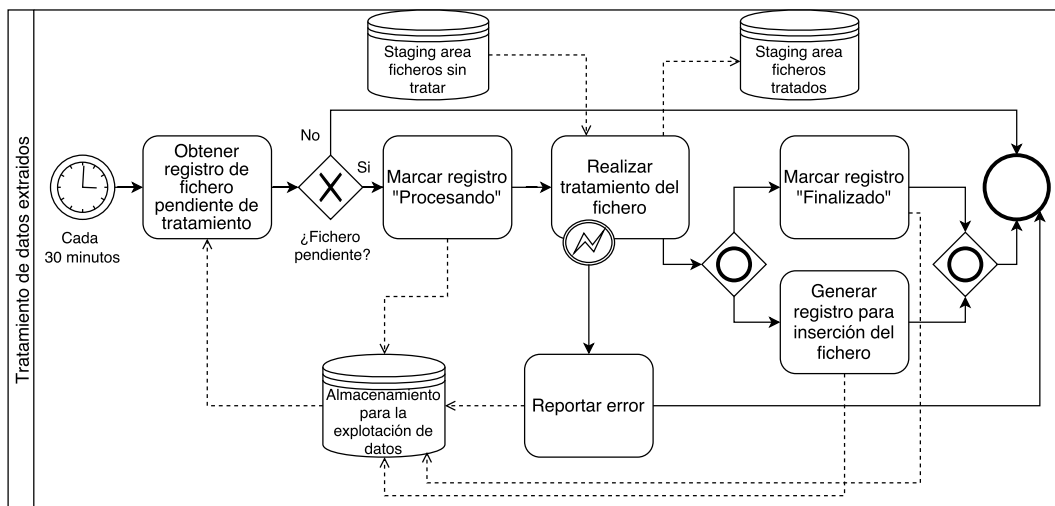 Tratamiento de datos extraidos
Cada
30 minutos
Obtener
registro de
fichero
pendiente de
tratamiento
No
Si
¿Fichero
pendiente?
Marcar registro
"Procesando"
Staging area
ficheros sin
tratar
Realizar
tratamiento del
fichero
Staging area
ficheros
tratados
Marcar registro
"Finalizado"
Generar
registro para
inserción del
fichero
Almacenamiento
para la
explotación de
datos
Reportar error